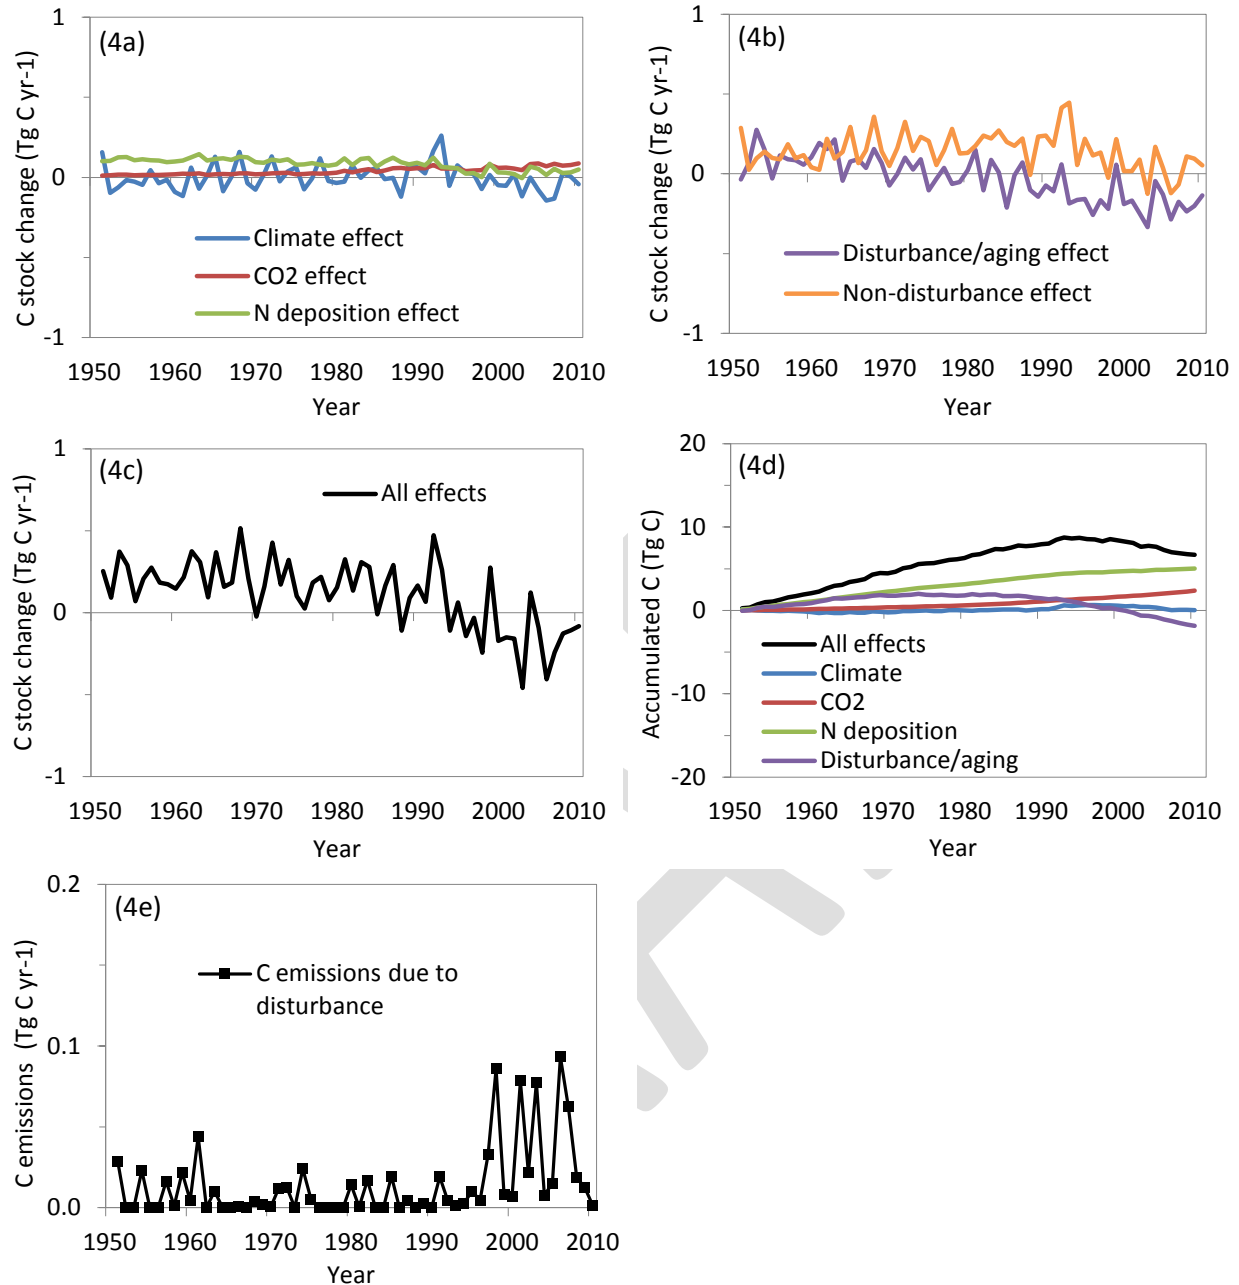 (4a)
C stock change (Tg C yr-1)
1
0
-1
Climate effect
CO2 effect
N deposition effect
1950 1960 1970 1980 1990 2000 2010
Year
(4b)
C stock change (Tg C yr-1)
1
0
-1
Disturbance/aging effect
Non-disturbance effect
1950 1960 1970 1980 1990 2000 2010
Year
(4c)
C stock change (Tg C yr-1)
1
0
-1
All effects
1950 1960 1970 1980 1990 2000 2010
Year
(4d)
Accumulated C (Tg C)
20
10
0
-10
-20
All effects
Climate
CO2
N deposition
Disturbance/aging
1950 1960 1970 1980 1990 2000 2010
Year
(4e)
C emissions (Tg C yr-1)
0.2
0.1
0.0
C emissions due to
disturbance
1950 1960 1970 1980 1990 2000 2010
Year